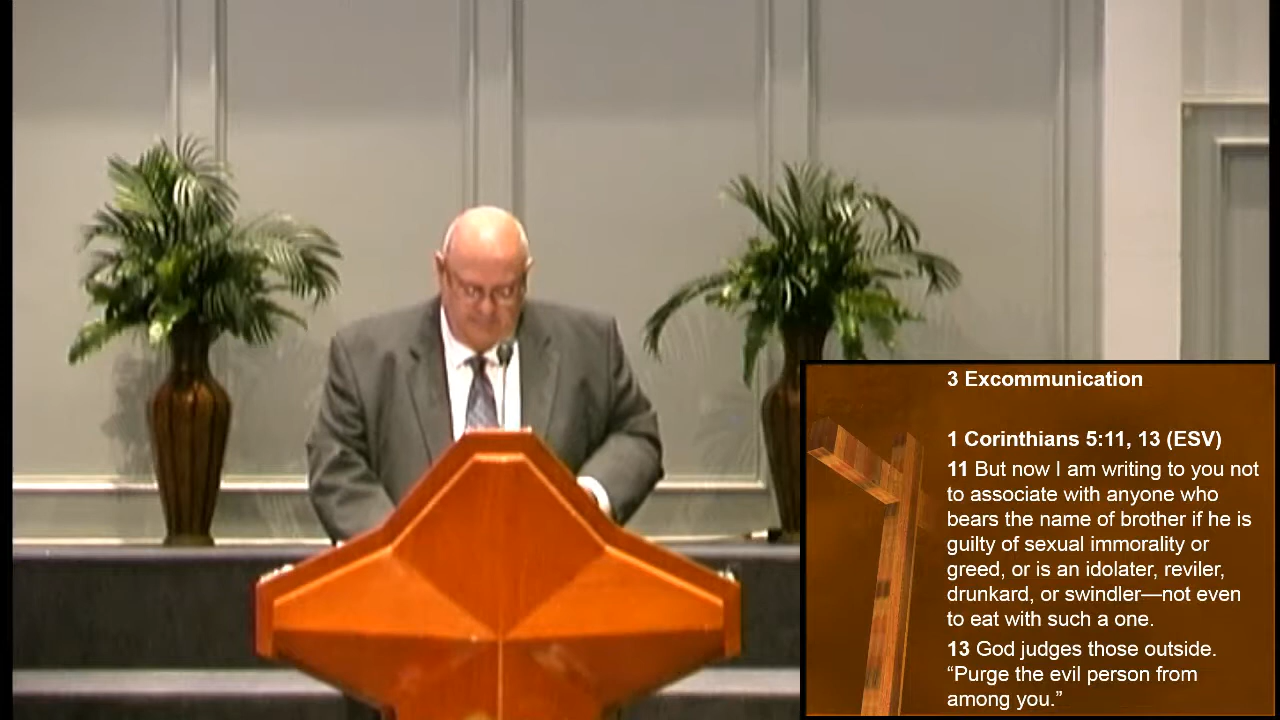 3 Excommunication
1 Corinthians 5:11, 13 (ESV)
11 But now I am writing to you not
to associate with anyone who
bears the name of brother if he is
guilty of sexual immorality or
greed, or is an idolater, reviler,
drunkard, or swindler—not even
to eat with such a one.
13 God judges those outside.
“Purge the evil person from
among you.”